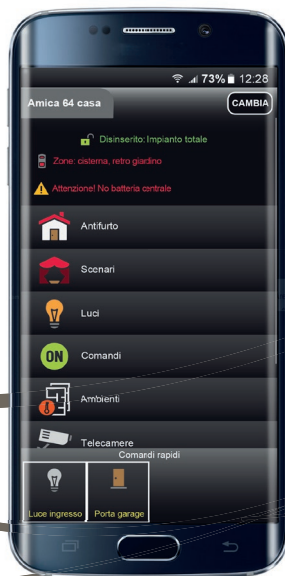 73% 12:28
Amica 64 casa
CAMBIA
Disinserito: Impianto totale
Zone: cisterna, retro giardino
Attenzione! No batteria centrale
Antifurto
Scenari
Luci
ON
Comandi
Ambienti
Telecamere
Comandi rapidi
Luce ingresso
Porta garage